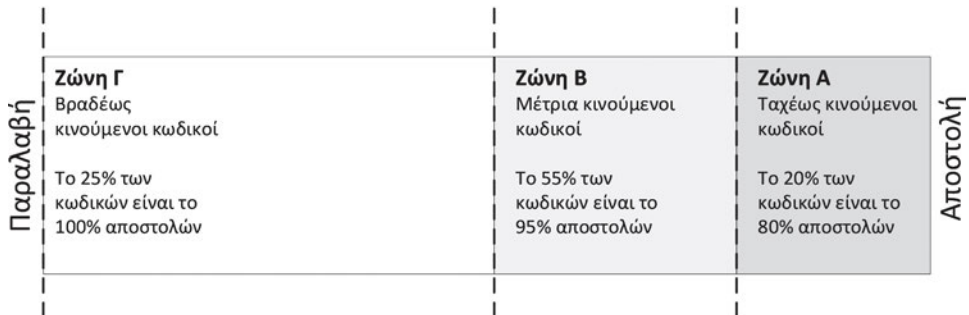 Παραλαβή
Ζώνη Γ
Βραδέως
κινούμενοι κωδικοί
Το 25% των
κωδικών είναι το
100% αποστολών
Ζώνη Β
Μέτρια κινούμενοι
κωδικοί
Το 55% των
κωδικών είναι το
95% αποστολών
Ζώνη Α
Ταχέως κινούμενοι
κωδικοί
Το 20% των
κωδικών είναι το
80% αποστολών
Αποστολή